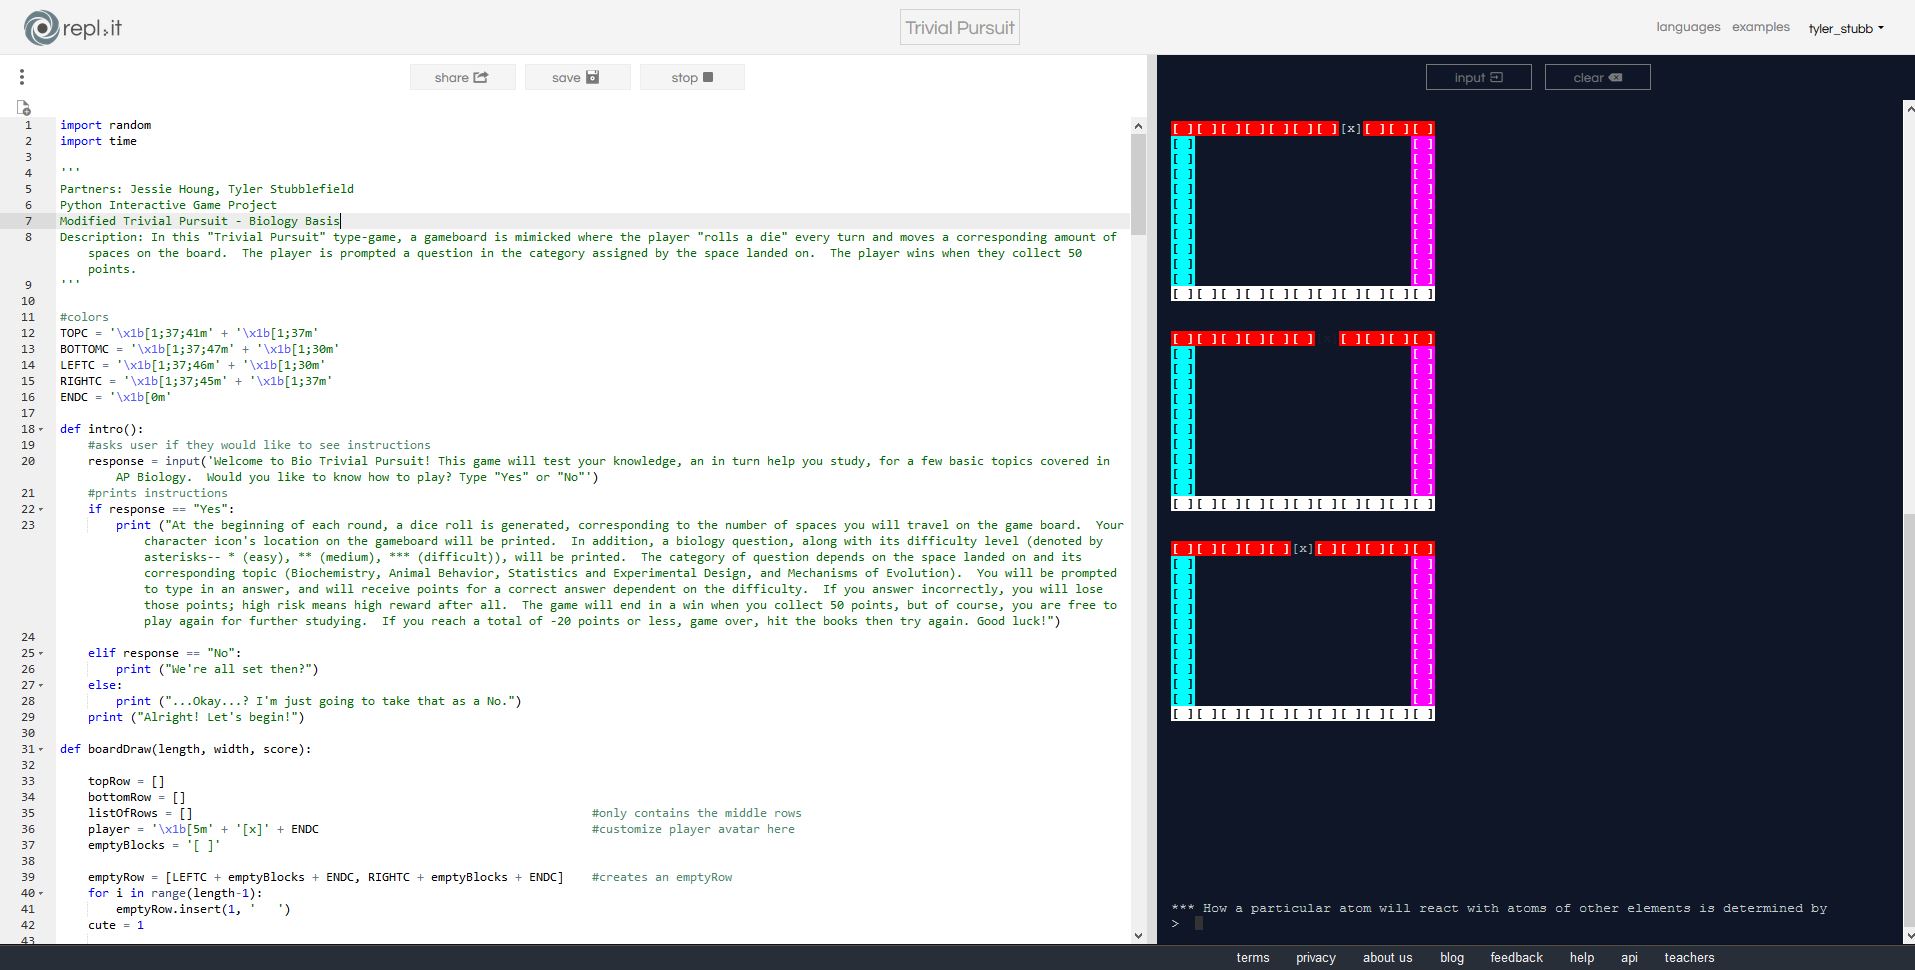 repl.it
Trivial Pursuit
languages examples tyler_stubb
share save stop
input clear
1 import random
2 import time
3
4 '''
5 Partners: Jessie Houng, Tyler Stubblefield
6 Python Interactive Game Project
7 Modified Trivial Pursuit - Biology Basis
8 Description: In this "Trivial Pursuit" type-game, a gameboard is mimicked where the player "rolls a die" every turn and moves a corresponding amount of
spaces on the board.  The player is prompted a question in the category assigned by the space landed on.  The player wins when they collect 50
points.
9 '''
10
11 #colors
12 TOPC = '\x1b[1;37;41m' + '\x1b[1;37m'
13 BOTTOMC = '\x1b[1;37;47m' + '\x1b[1;30m'
14 LEFTC = '\x1b[1;37;46m' + '\x1b[1;30m'
15 RIGHTC = '\x1b[1;37;45m' + '\x1b[1;37m'
16 ENDC = '\x1b[0m'
17
18 def intro():
19 #asks user if they would like to see instructions
20 response = input('Welcome to Bio Trivial Pursuit! This game will test your knowledge, an in turn help you study, for a few basic topics covered in
AP Biology.  Would you like to know how to play? Type "Yes" or "No"')
21 #prints instructions
22 if response == "Yes":
23 print ("At the beginning of each round, a dice roll is generated, corresponding to the number of spaces you will travel on the game board.  Your
character icon's location on the gameboard will be printed.  In addition, a biology question, along with its difficulty level (denoted by
asterisks-- * (easy), ** (medium), *** (difficult)), will be printed.  The category of question depends on the space landed on and its
corresponding topic (Biochemistry, Animal Behavior, Statistics and Experimental Design, and Mechanisms of Evolution).  You will be prompted
to type in an answer, and will receive points for a correct answer dependent on the difficulty.  If you answer incorrectly, you will lose
those points; high risk means high reward after all.  The game will end in a win when you collect 50 points, but of course, you are free to
play again for further studying.  If you reach a total of -20 points or less, game over, hit the books then try again. Good luck!")
24
25 elif response == "No":
26 print ("We're all set then?")
27 else:
28 print ("...Okay...? I'm just going to take that as a No.")
29 print ("Alright! Let's begin!")
30
31 def boardDraw(length, width, score):
32
33 topRow = []
34 bottomRow = []
35 listOfRows = [] #only contains the middle rows
36 player = '\x1b[5m' + '[x]' + ENDC #customize player avatar here
37 emptyBlocks = '[ ]'
38
39 emptyRow = [LEFTC + emptyBlocks + ENDC, RIGHTC + emptyBlocks + ENDC] #creates an emptyRow
40 for i in range(length-1):
41 emptyRow.insert(1, '   ')
42 cute = 1
43
[ ][ ][ ][ ][ ][ ][ ][x][ ][ ][ ]
[ ] [ ]
[ ] [ ]
[ ] [ ]
[ ] [ ]
[ ] [ ]
[ ] [ ]
[ ] [ ]
[ ] [ ]
[ ] [ ]
[ ] [ ]
[ ][ ][ ][ ][ ][ ][ ][ ][ ][ ][ ]
[ ][ ][ ][ ][ ][ ][x][ ][ ][ ][ ]
[ ] [ ]
[ ] [ ]
[ ] [ ]
[ ] [ ]
[ ] [ ]
[ ] [ ]
[ ] [ ]
[ ] [ ]
[ ] [ ]
[ ] [ ]
[ ][ ][ ][ ][ ][ ][ ][ ][ ][ ][ ]
[ ][ ][ ][ ][ ][x][ ][ ][ ][ ][ ]
[ ] [ ]
[ ] [ ]
[ ] [ ]
[ ] [ ]
[ ] [ ]
[ ] [ ]
[ ] [ ]
[ ] [ ]
[ ] [ ]
[ ] [ ]
[ ][ ][ ][ ][ ][ ][ ][ ][ ][ ][ ]
*** How a particular atom will react with atoms of other elements is determined by
>
terms privacy about us blog feedback help api teachers